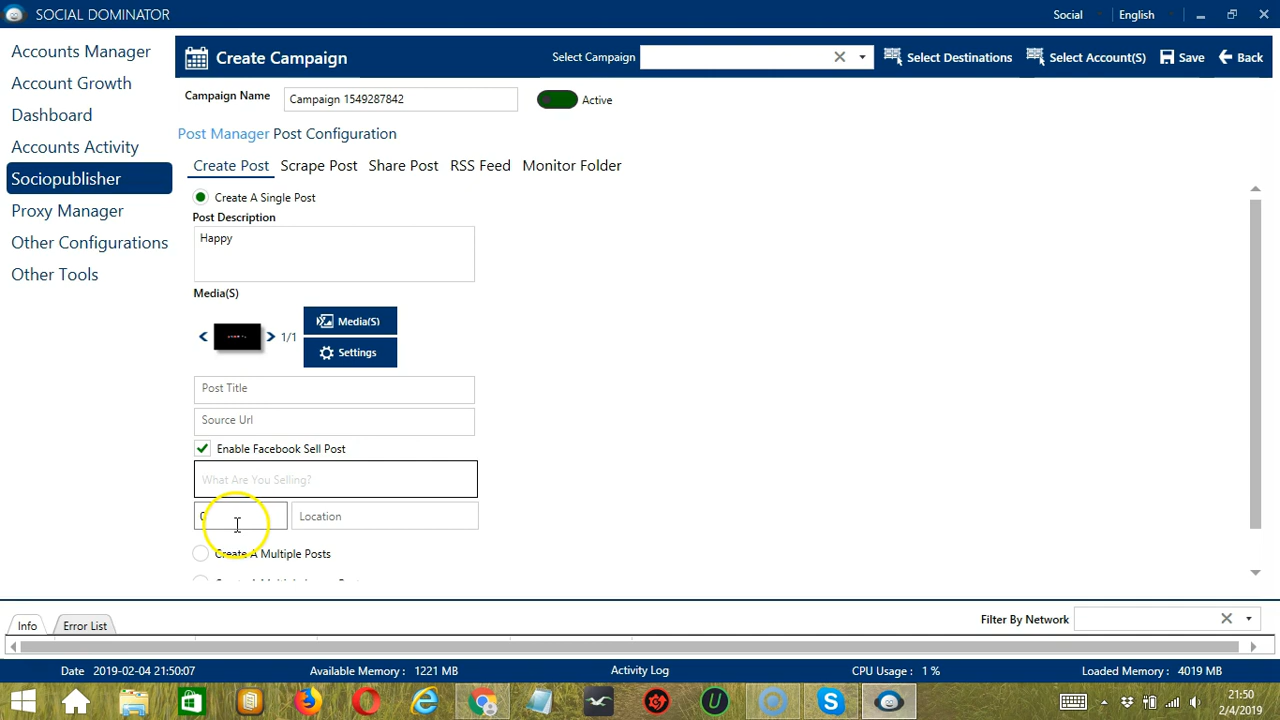 SOCIAL DOMINATOR
Social
English
Accounts Manager
Account Growth
Dashboard
Accounts Activity
Sociopublisher
Proxy Manager
Other Configurations
Other Tools
Create Campaign
Select Campaign
Select Destinations
Select Account(S)
Save
Back
Campaign Name
Campaign 1549287842
Active
Post Manager Post Configuration
Create Post
Scrape Post
Share Post
RSS Feed
Monitor Folder
Create A Single Post
Post Description
Happy
Media(S)
1/1
Media(S)
Settings
Post Title
Source Url
Enable Facebook Sell Post
What Are You Selling?
0
Location
Create A Multiple Posts
Info
Error List
Filter By Network
Date 2019-02-04 21:50:07
Available Memory : 1221 MB
Activity Log
CPU Usage : 1 %
Loaded Memory : 4019 MB
21:50
2/4/2019